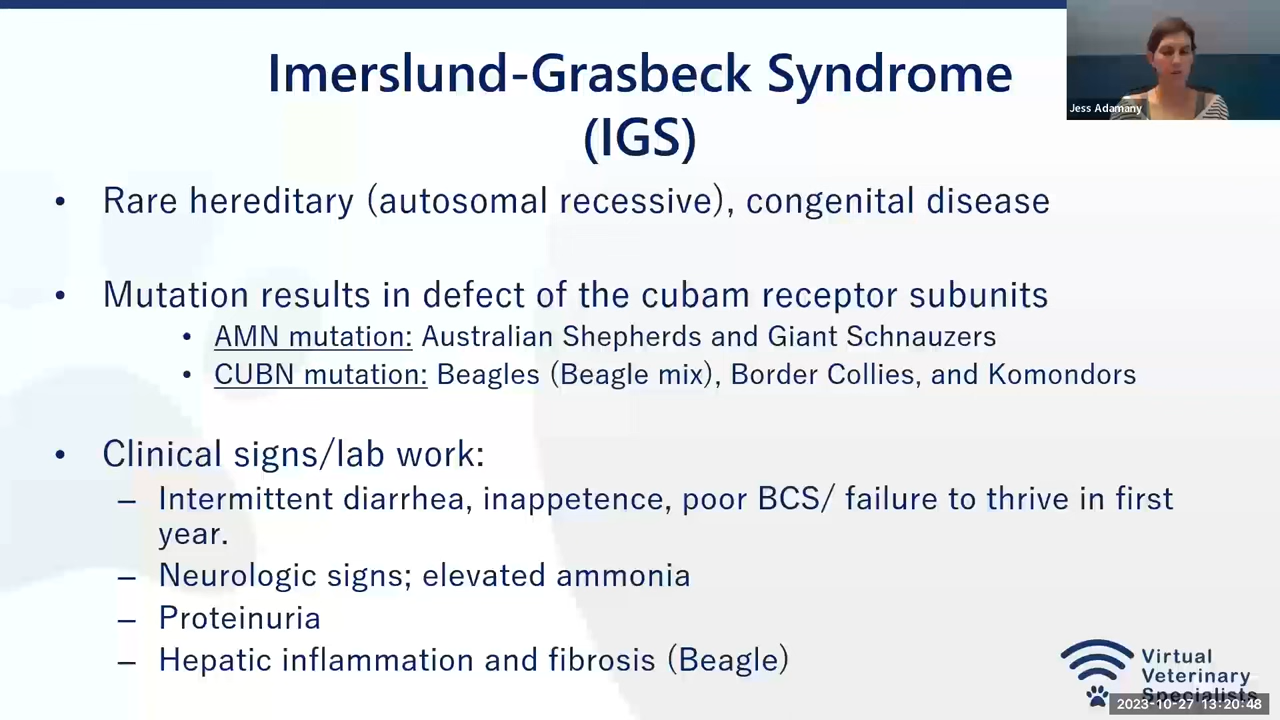 Imerslund-Grasbeck Syndrome
(IGS)
Jess Adamany
• Rare hereditary (autosomal recessive), congenital disease
• Mutation results in defect of the cubam receptor subunits
• AMN mutation: Australian Shepherds and Giant Schnauzers
• CUBN mutation: Beagles (Beagle mix), Border Collies, and Komondors
• Clinical signs/lab work:
– Intermittent diarrhea, inappetence, poor BCS/ failure to thrive in first
year.
– Neurologic signs; elevated ammonia
– Proteinuria
– Hepatic inflammation and fibrosis (Beagle)
Virtual
Veterinary
Specialists
2023-10-27 13:20:48